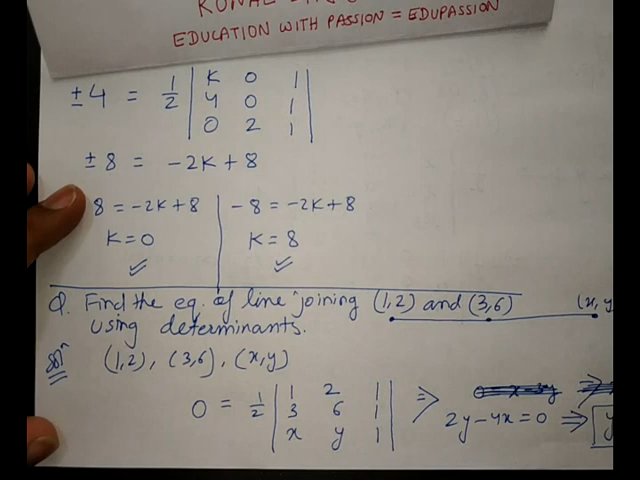 EDUCATION WITH PASSION = EDUPASSION
±4 = 1/2 | K 0 1 |
| 4 0 1 |
| 0 2 1 |
±8 = -2K+8
8 = -2K+8 | -8 = -2K+8
K=0 | K=8
✓ | ✓
Q. Find the eq. of line joining (1,2) and (3,6) (x, y
using determinants.
Solⁿ (1,2), (3,6), (x,y)
0 = 1/2 | 1 2 1 | ⇒
| 3 6 1 | 2y-4x=0 ⇒ y
| x y 1 |